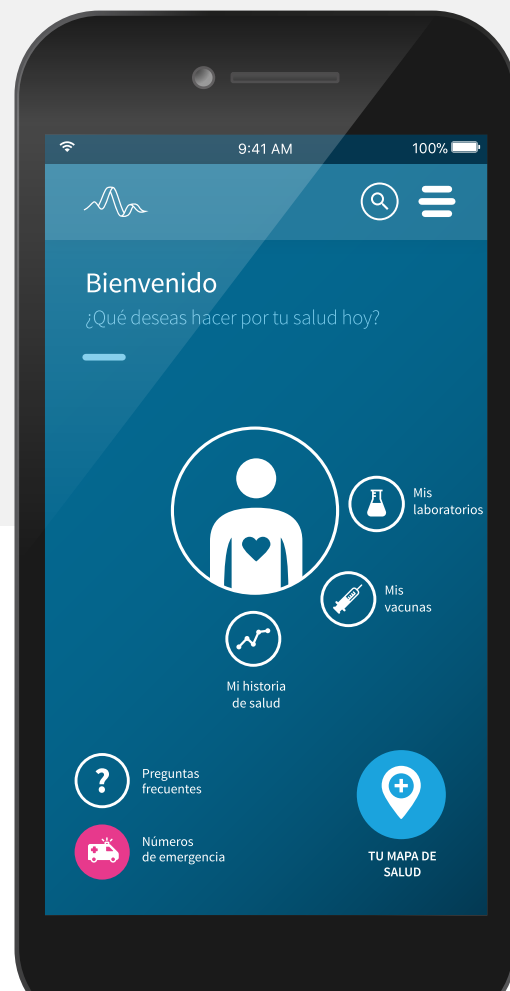 9:41 AM
100%
Bienvenido
¿Qué deseas hacer por tu salud hoy?
Mis
laboratorios
Mis
vacunas
Mi historia
de salud
?
Preguntas
frecuentes
Números
de emergencia
TU MAPA DE
SALUD